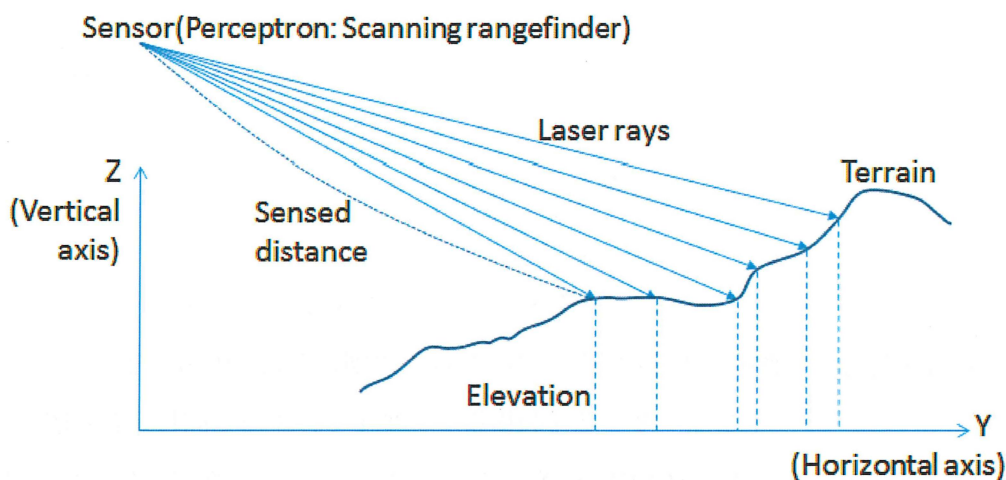 Sensor(Perceptron: Scanning rangefinder)
Laser rays
Z
(Vertical
axis)
Terrain
Sensed
distance
Elevation
Y
(Horizontal axis)